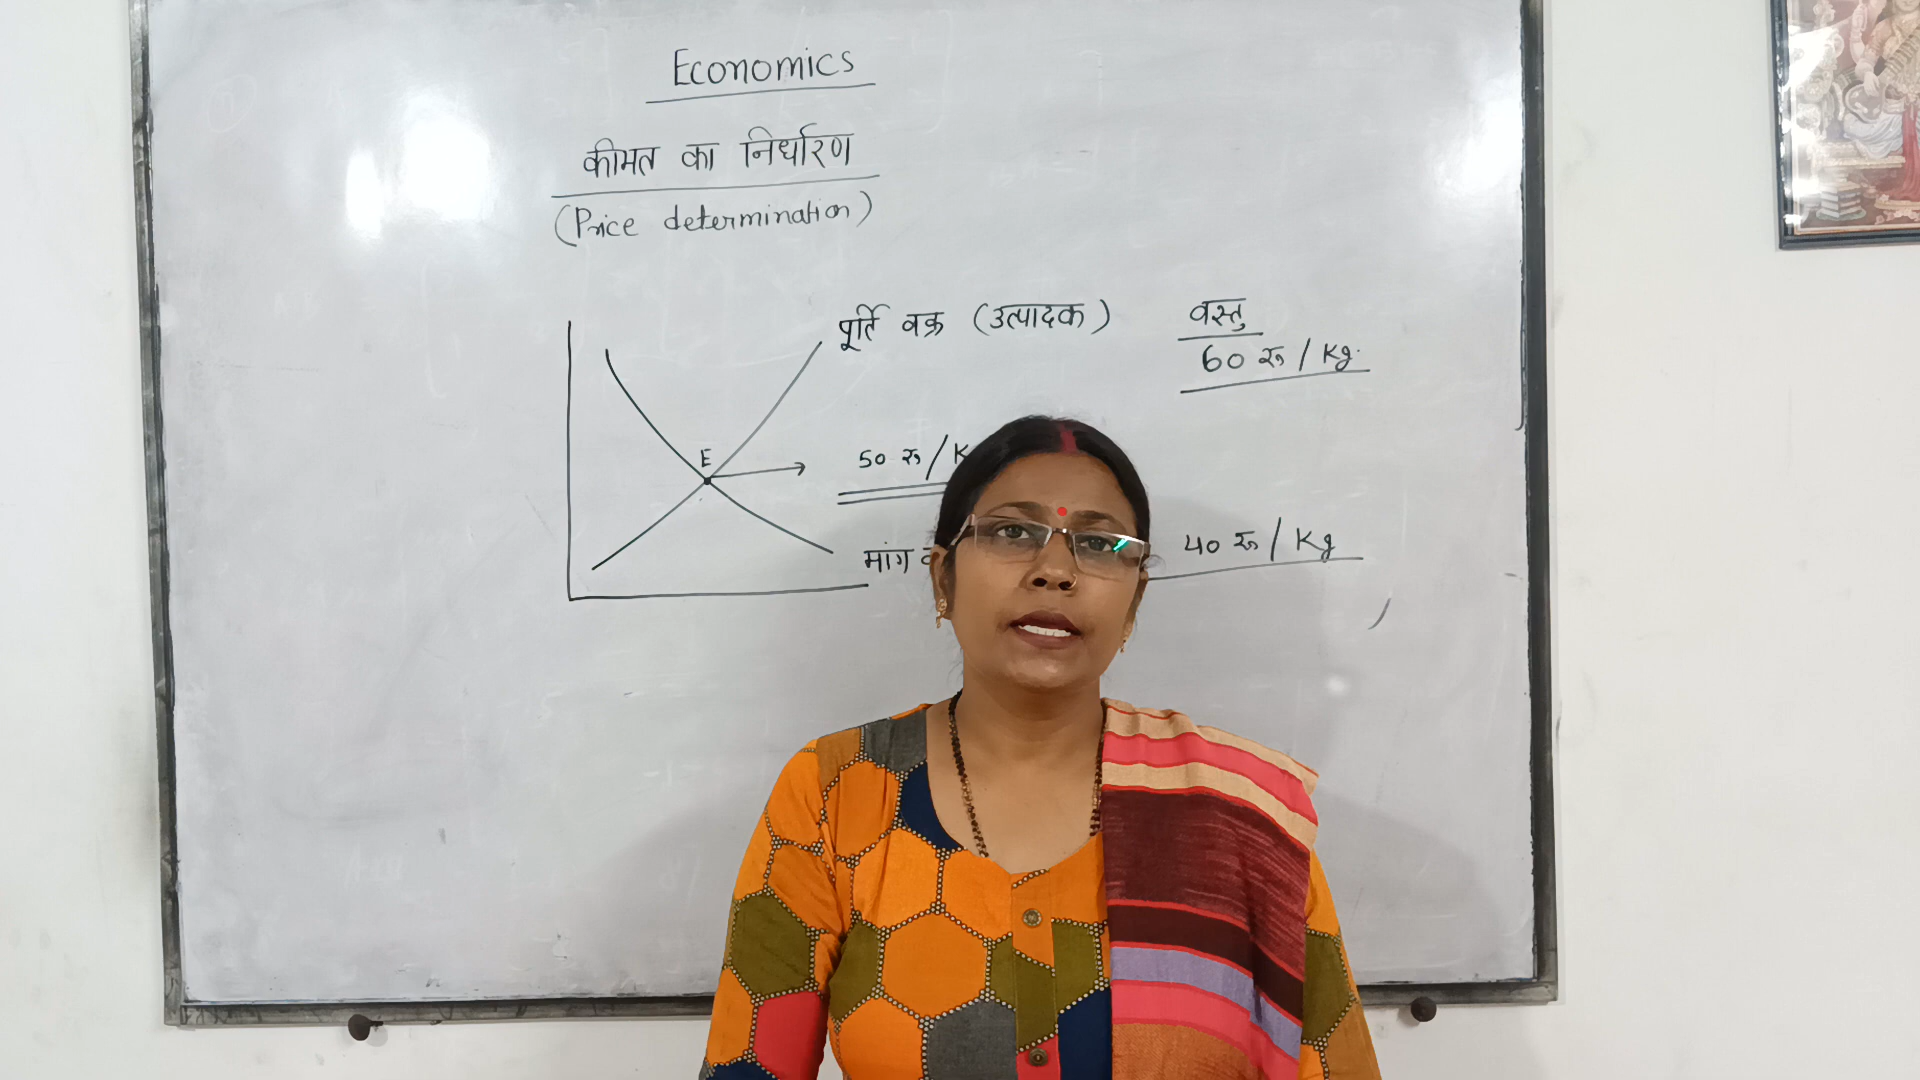 Economics
कीमत का निर्धारण
(Price determination)
पूर्ति वक्र (उत्पादक)
वस्तु
60 रु / Kg.
E
50 रु /
मांग
40 रु / Kg